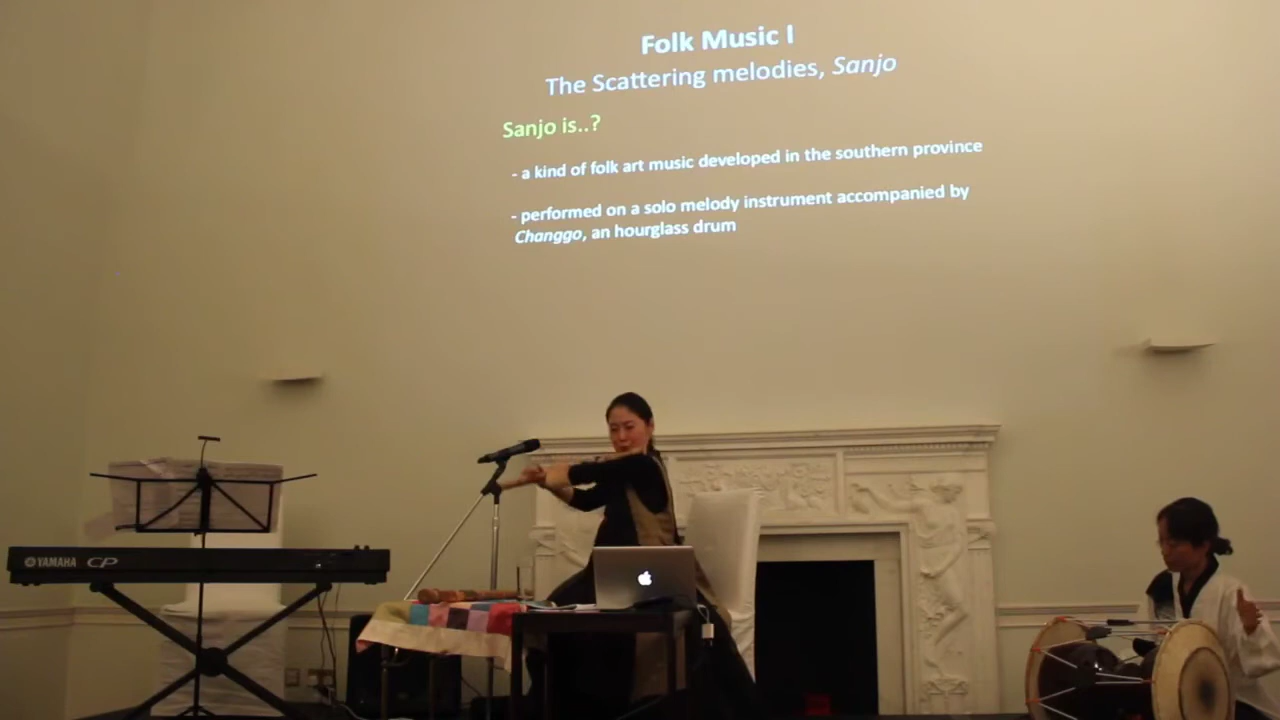 Folk Music I
The Scattering melodies, Sanjo
Sanjo is..?
- a kind of folk art music developed in the southern province
- performed on a solo melody instrument accompanied by
Changgo, an hourglass drum
YAMAHA CP